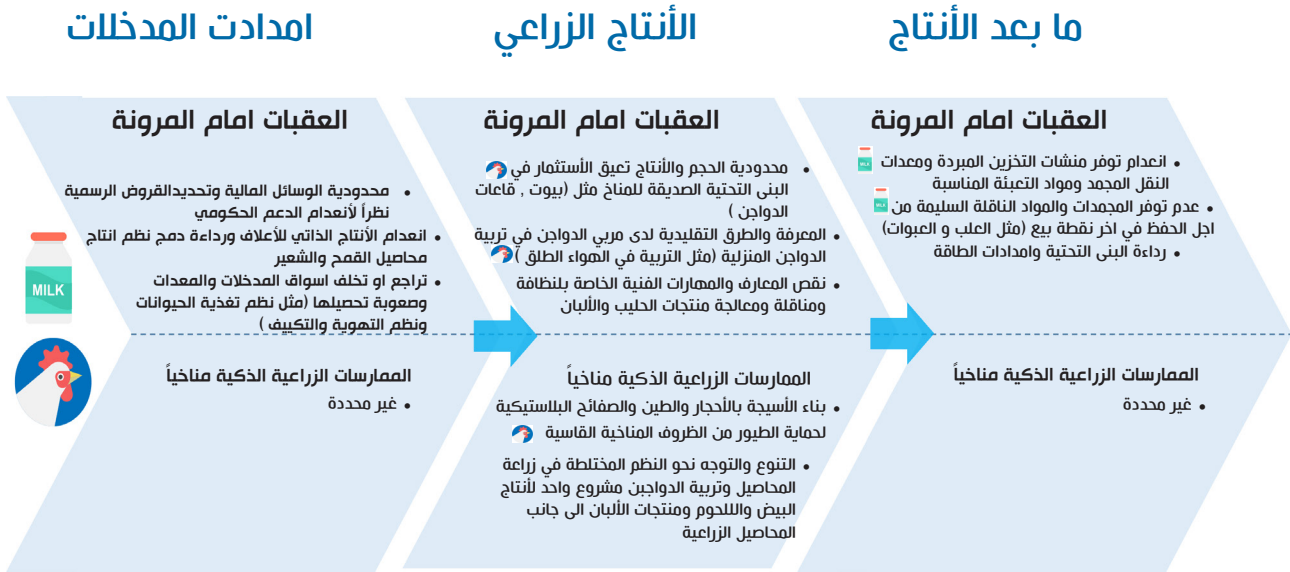 امدادت المدخلات
العقبات امام المرونة
• محدودية الوسائل المالية وتحديدالقروض الرسمية
نظراً لأنعدام الدعم الحكومي
• انعدام الأنتاج الذاتي للأعلاف ورداءة دمج نظم انتاج
محاصيل القمح والشعير
• تراجع او تخلف اسواق المدخلات والمعدات
وصعوبة تحصيلها (مثل نظم تغذية الحيوانات
ونظم التهوية والتكييف )
MILK
الممارسات الزراعية الذكية مناخياً
• غير محددة
الأنتاج الزراعي
العقبات امام المرونة
• محدودية الحجم والأنتاج تعيق الأستثمار في
البنى التحتية الصديقة للمناخ مثل (بيوت , قاعات
الدواجن )
• المعرفة والطرق التقليدية لدى مربي الدواجن في تربية
الدواجن المنزلية (مثل التربية في الهواء الطلق )
• نقص المعارف والمهارات الفنية الخاصة بلنظافة
ومناقلة ومعالجة منتجات الحليب والألبان
الممارسات الزراعية الذكية مناخياً
• بناء الأسيجة بالأحجار والطين والصفائح البلاستيكية
لحماية الطيور من الظروف المناخية القاسية
• التنوع والتوجه نحو النظم المختلطة في زراعة
المحاصيل وتربية الدواجبن مشروع واحد لأنتاج
البيض والللحوم ومنتجات الألبان الى جانب
المحاصيل الزراعية
ما بعد الأنتاج
العقبات امام المرونة
• انعدام توفر منشات التخزين المبردة ومعدات
النقل المجمد ومواد التعبئة المناسبة
• عدم توفر المجمدات والمواد الناقلة السليمة من
اجل الحفظ في اخر نقطة بيع (مثل العلب و العبوات)
• رداءة البنى التحتية وامدادات الطاقة
الممارسات الزراعية الذكية مناخياً
• غير محددة